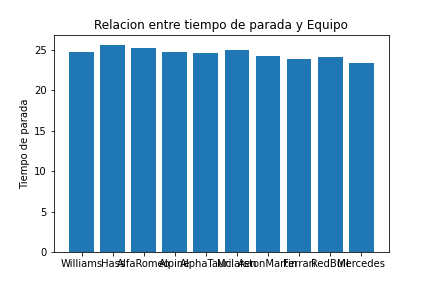 Relacion entre tiempo de parada y Equipo
Tiempo de parada
25
20
15
10
5
0
Williams Hass AlfaRomeo Alpine AlphaTauri Mclaren AstonMartin Ferrari RedBull Mercedes